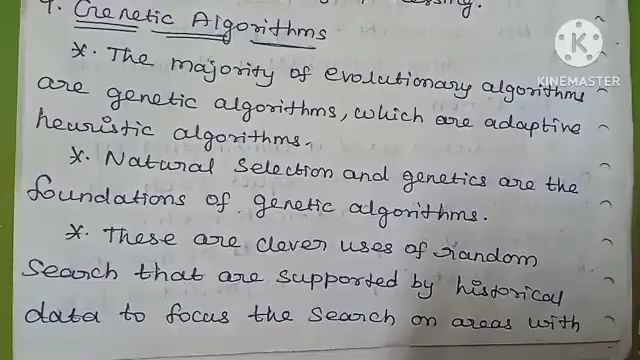 9. Genetic Algorithms
*. The majority of evolutionary algorithms
are genetic algorithms, which are adaptive
heuristic algorithms.
*. Natural selection and genetics are the
foundations of genetic algorithms.
*. These are clever uses of random
search that are supported by historical
data to focus the search on areas with
KINEMASTER